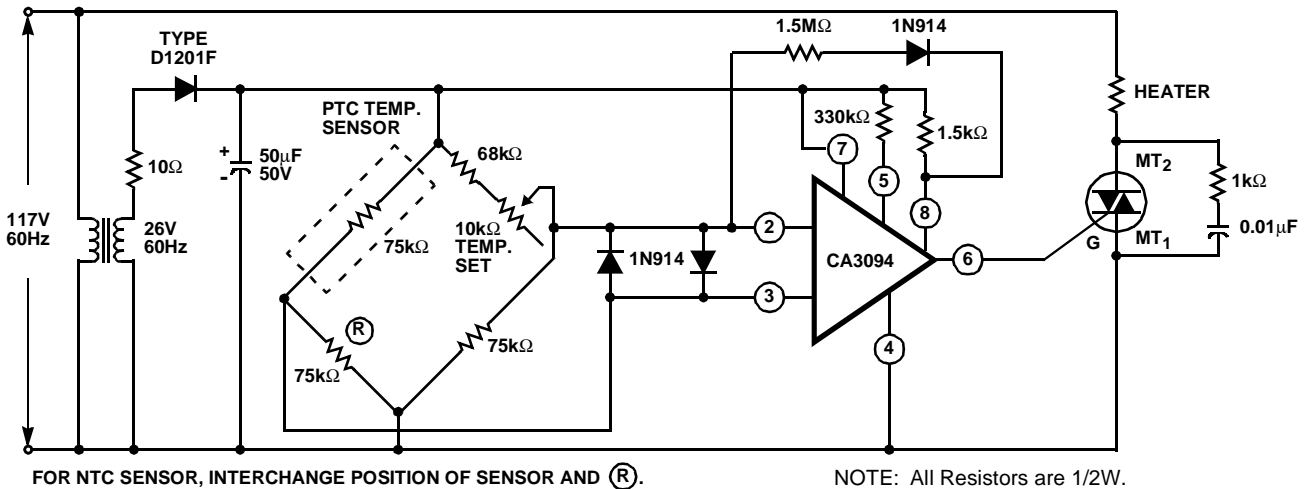 TYPE
D1201F
10Ω
+
-
50µF
50V
117V
60Hz
26V
60Hz
PTC TEMP.
SENSOR
75kΩ
68kΩ
10kΩ
TEMP.
SET
R
75kΩ
75kΩ
1.5MΩ
1N914
1N914
330kΩ
1.5kΩ
7
5
8
2
3
CA3094
6
4
HEATER
MT2
MT1
G
1kΩ
0.01µF
FOR NTC SENSOR, INTERCHANGE POSITION OF SENSOR AND R.
NOTE: All Resistors are 1/2W.